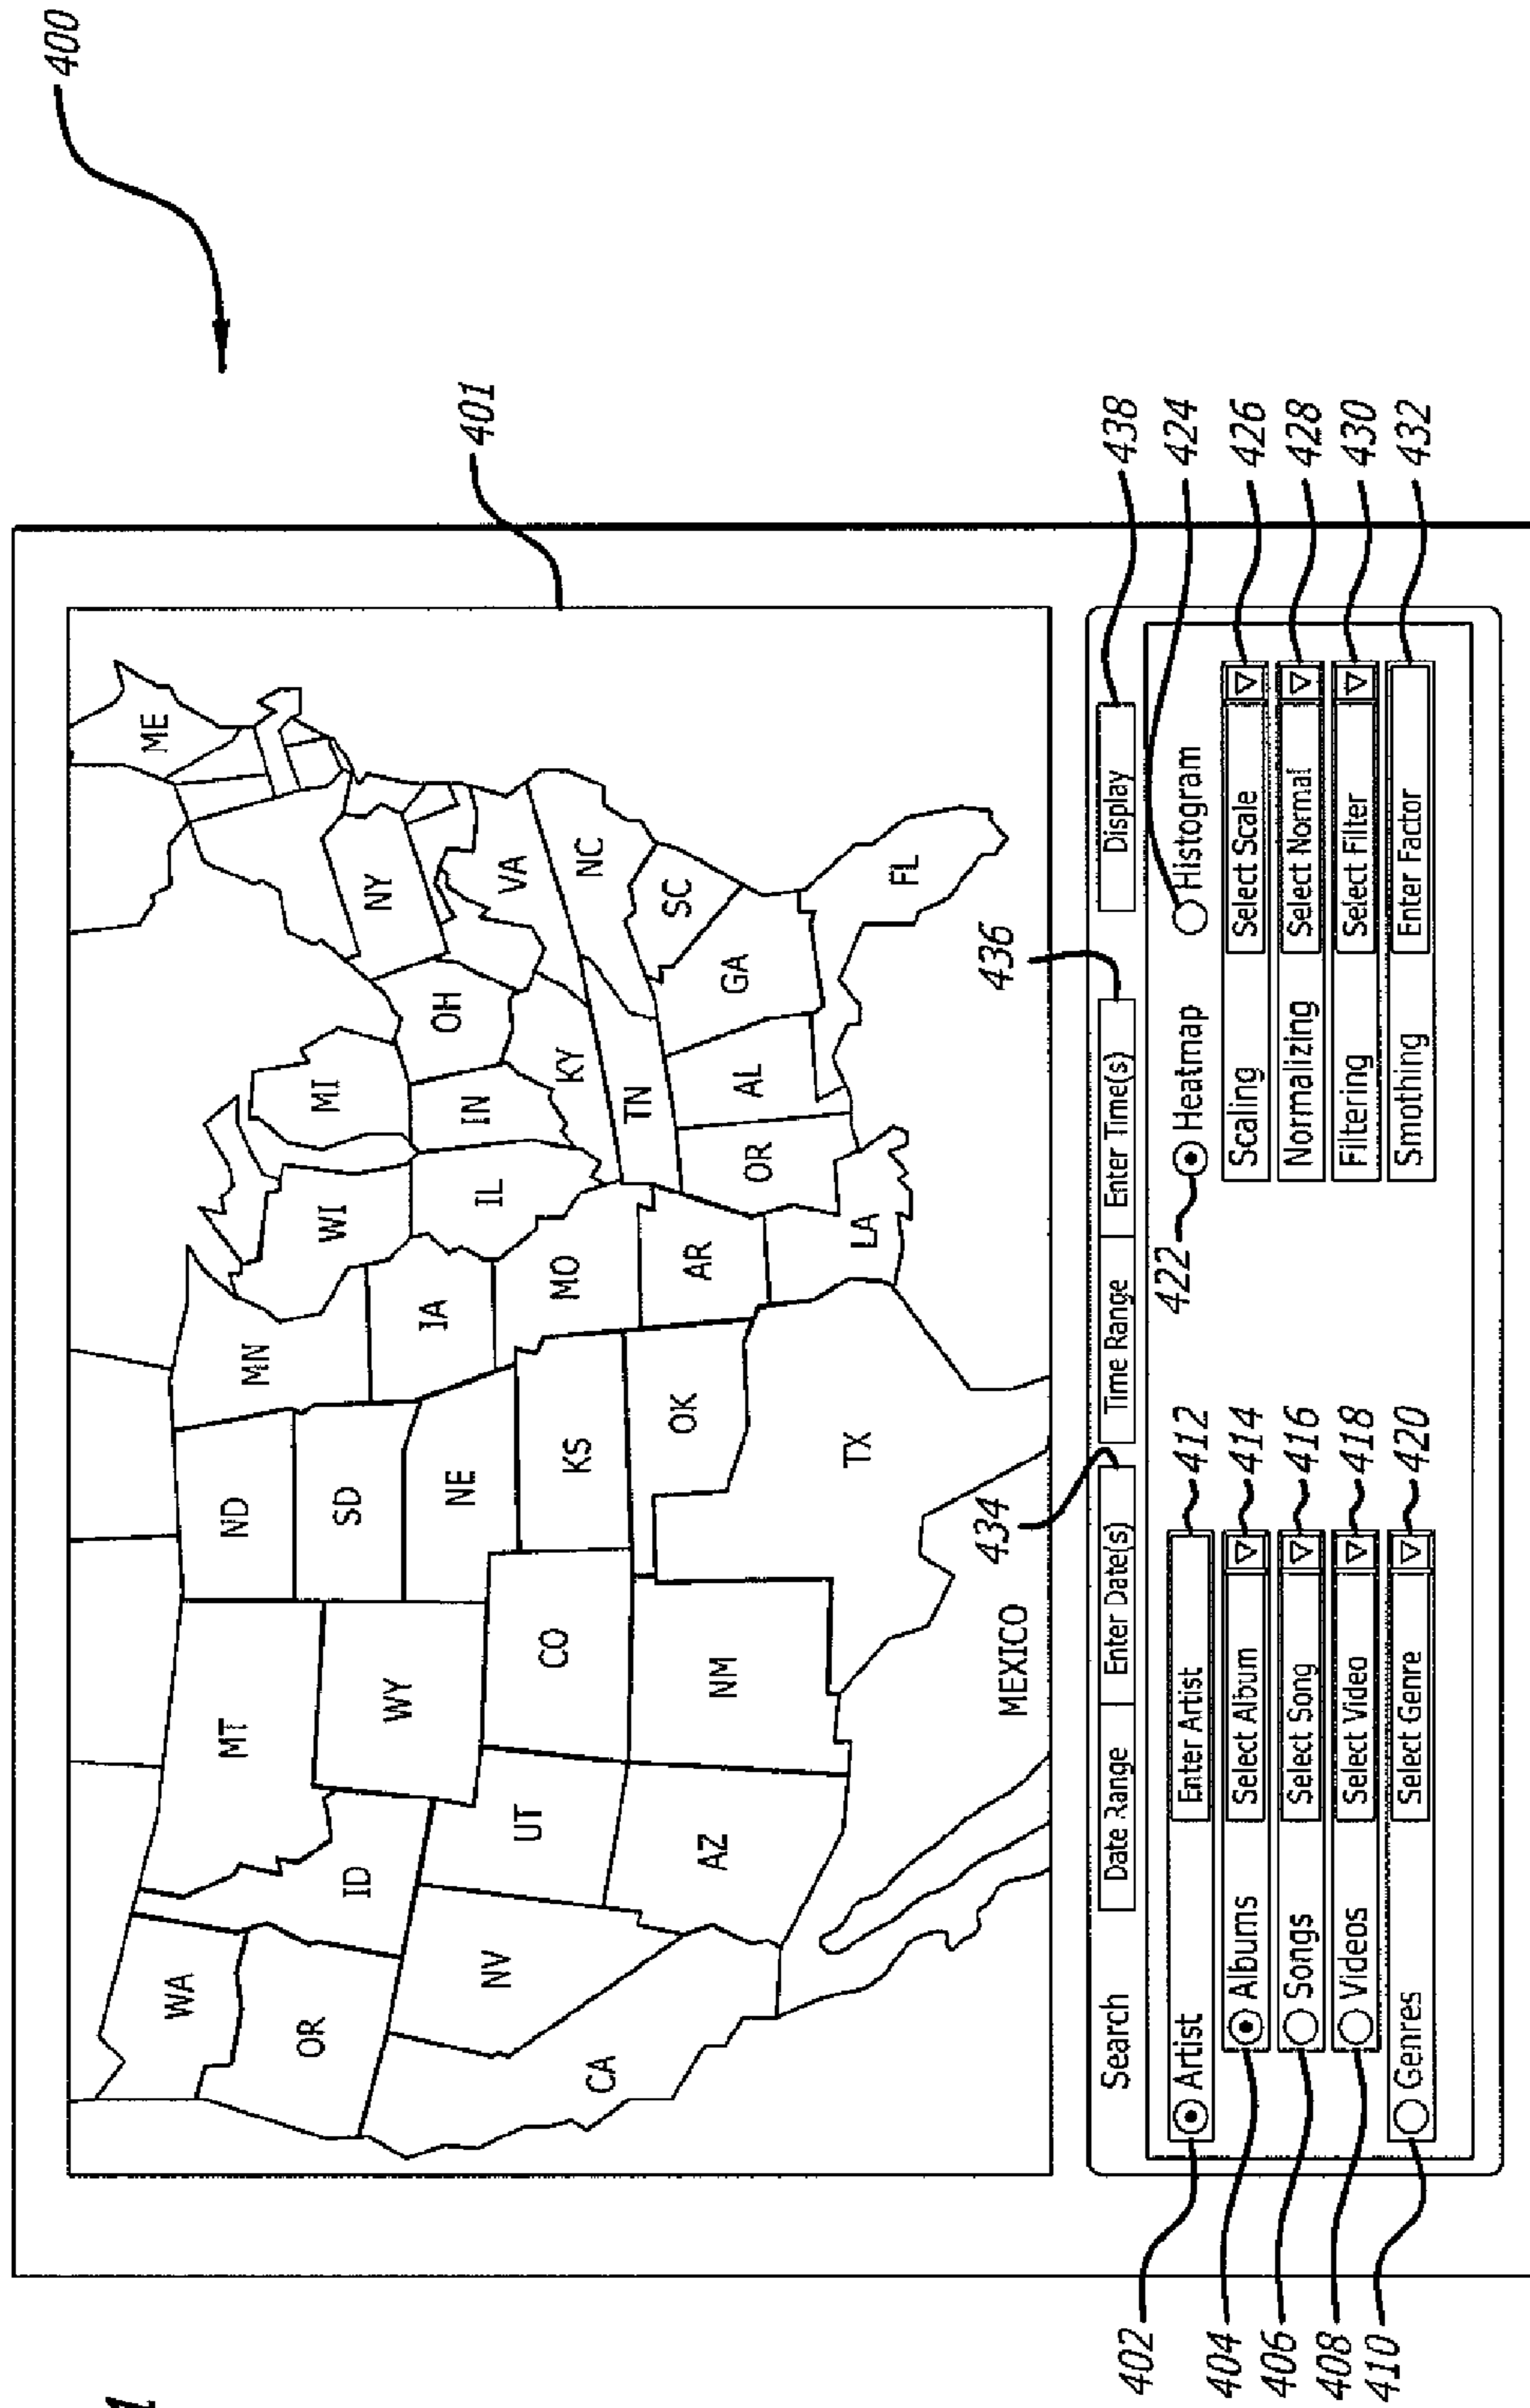 400
401
WA
MT
ND
MN
ME
OR
ID
WY
SD
WI
MI
NY
NV
UT
CO
NE
IA
IL
IN
OH
VA
CA
AZ
NM
KS
MO
KY
NC
OK
AR
TN
SC
TX
LA
OR
AL
GA
FL
MEXICO
434
436
438
Search
Date Range Enter Date(s)
Time Range Enter Time(s)
Display
402
Artist Enter Artist
412
422
Heatmap
Histogram
424
404
Albums Select Album
414
Scaling Select Scale
426
406
Songs Select Song
416
Normalizing Select Normal
428
408
Videos Select Video
418
Filtering Select Filter
430
410
Genres Select Genre
420
Smothing Enter Factor
432